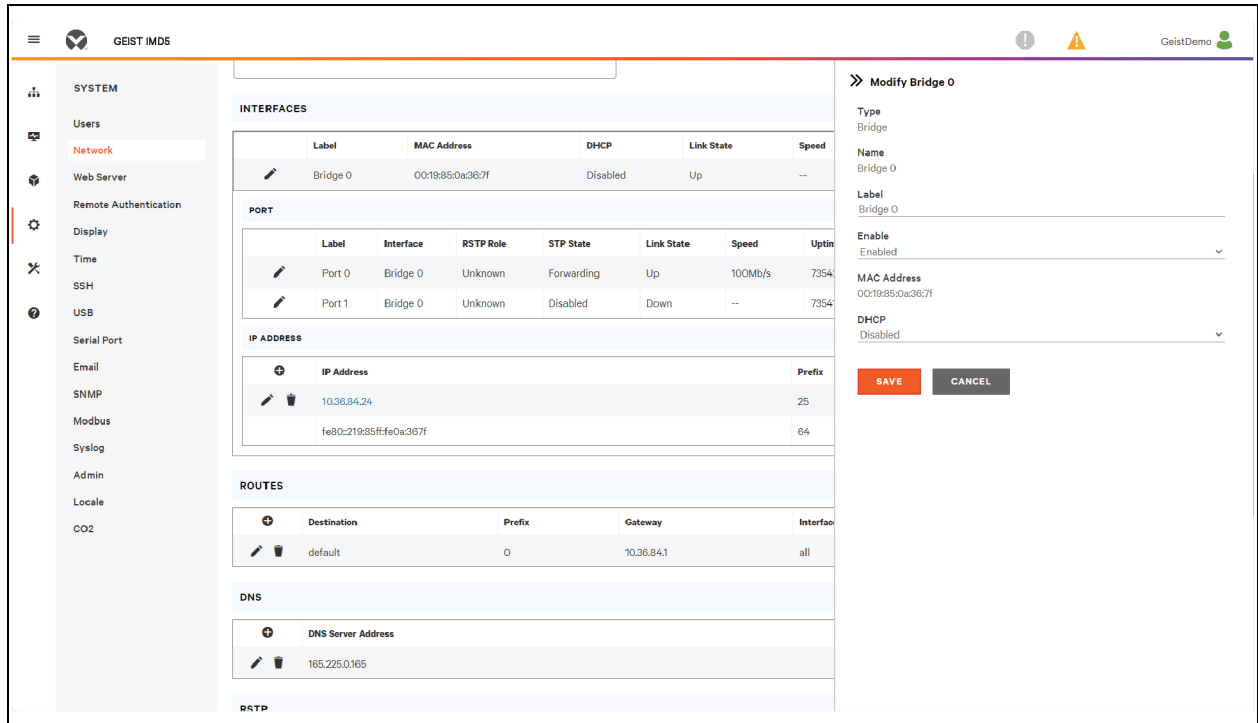 GEIST IMD5
GeistDemo
SYSTEM
Users
Network
Web Server
Remote Authentication
Display
Time
SSH
USB
Serial Port
Email
SNMP
Modbus
Syslog
Admin
Locale
CO2
INTERFACES
Label MAC Address DHCP Link State Speed
Bridge 0 00:19:85:0a:36:7f Disabled Up --
PORT
Label Interface RSTP Role STP State Link State Speed
Port 0 Bridge 0 Unknown Forwarding Up 100Mb/s
Port 1 Bridge 0 Unknown Disabled Down --
IP ADDRESS
IP Address Prefix
10.36.84.24 25
fe80::219:85ff:fe0a:367f 64
ROUTES
Destination Prefix Gateway
default 0 10.36.84.1 all
DNS
DNS Server Address
165.225.0.165
RSTP
Modify Bridge 0
Type
Bridge
Name
Bridge 0
Label
Bridge 0
Enable
Enabled
MAC Address
00:19:85:0a:36:7f
DHCP
Disabled
SAVE CANCEL